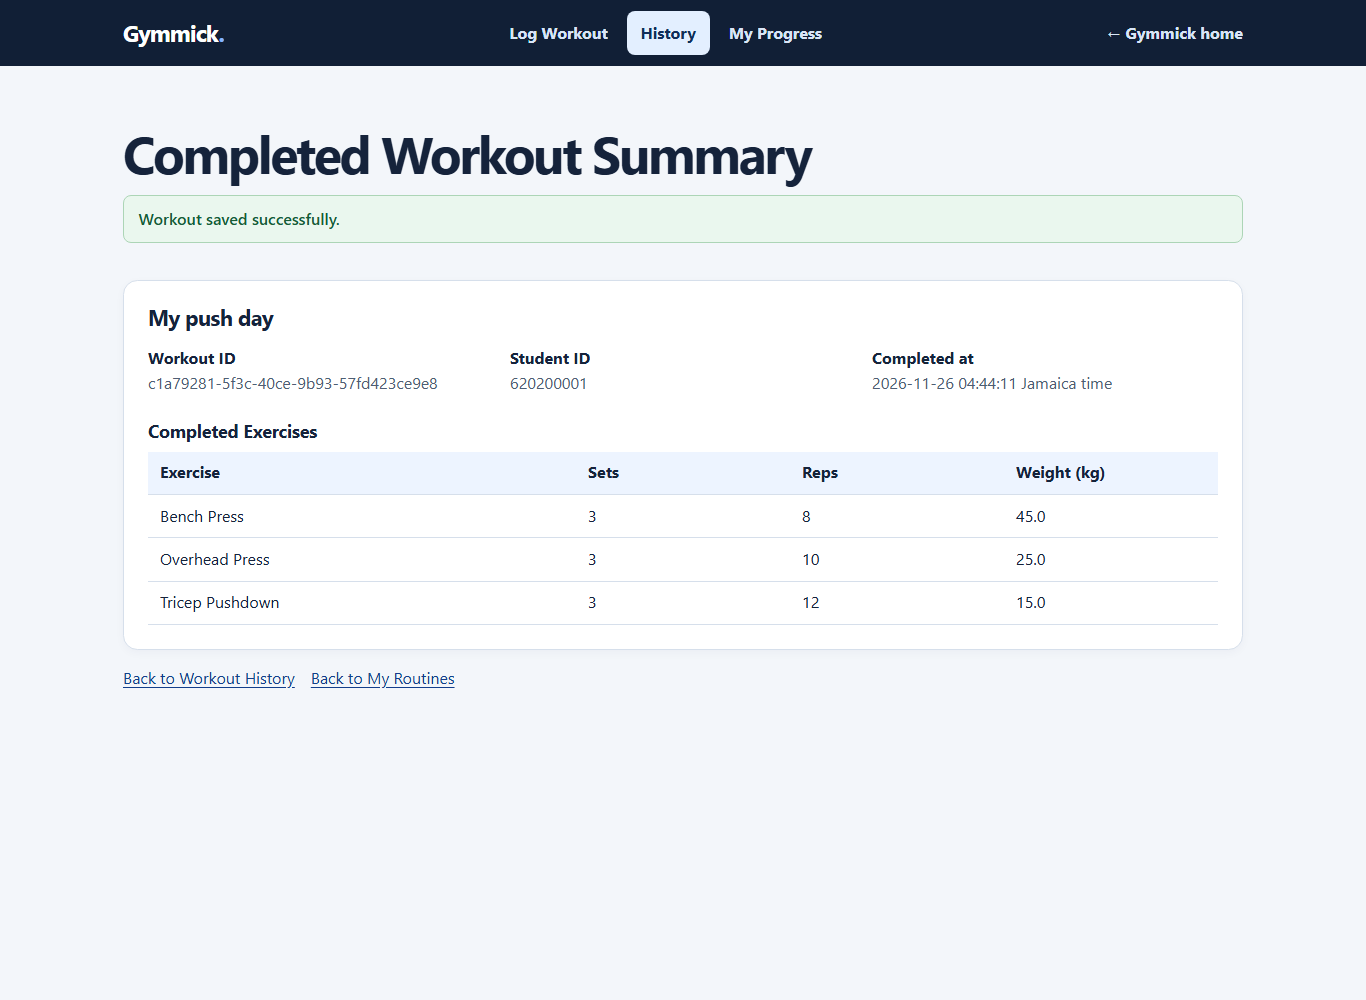 Gymmick.
Log Workout
History
My Progress
← Gymmick home
Completed Workout Summary
Workout saved successfully.
My push day
Workout ID
c1a79281-5f3c-40ce-9b93-57fd423ce9e8
Student ID
620200001
Completed at
2026-11-26 04:44:11 Jamaica time
Completed Exercises
Exercise Sets Reps Weight (kg)
Bench Press 3 8 45.0
Overhead Press 3 10 25.0
Tricep Pushdown 3 12 15.0
Back to Workout History Back to My Routines